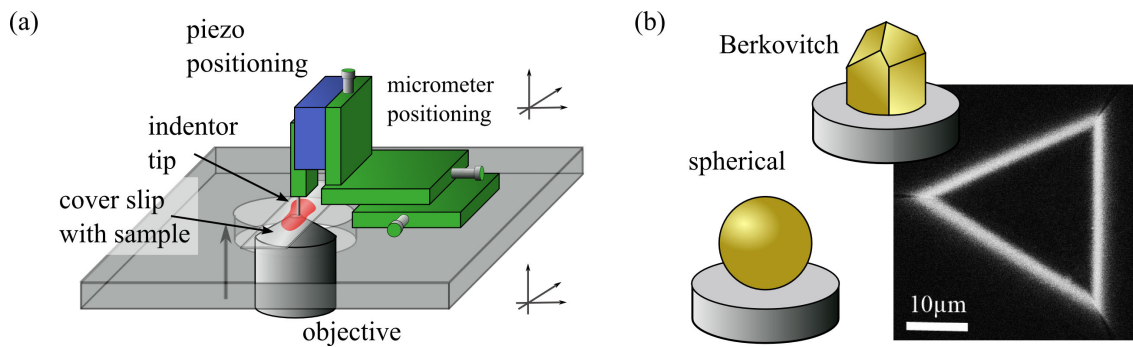 (a)
piezo
positioning
micrometer
positioning
indentor
tip
cover slip
with sample
objective
(b)
Berkovitch
spherical
10μm